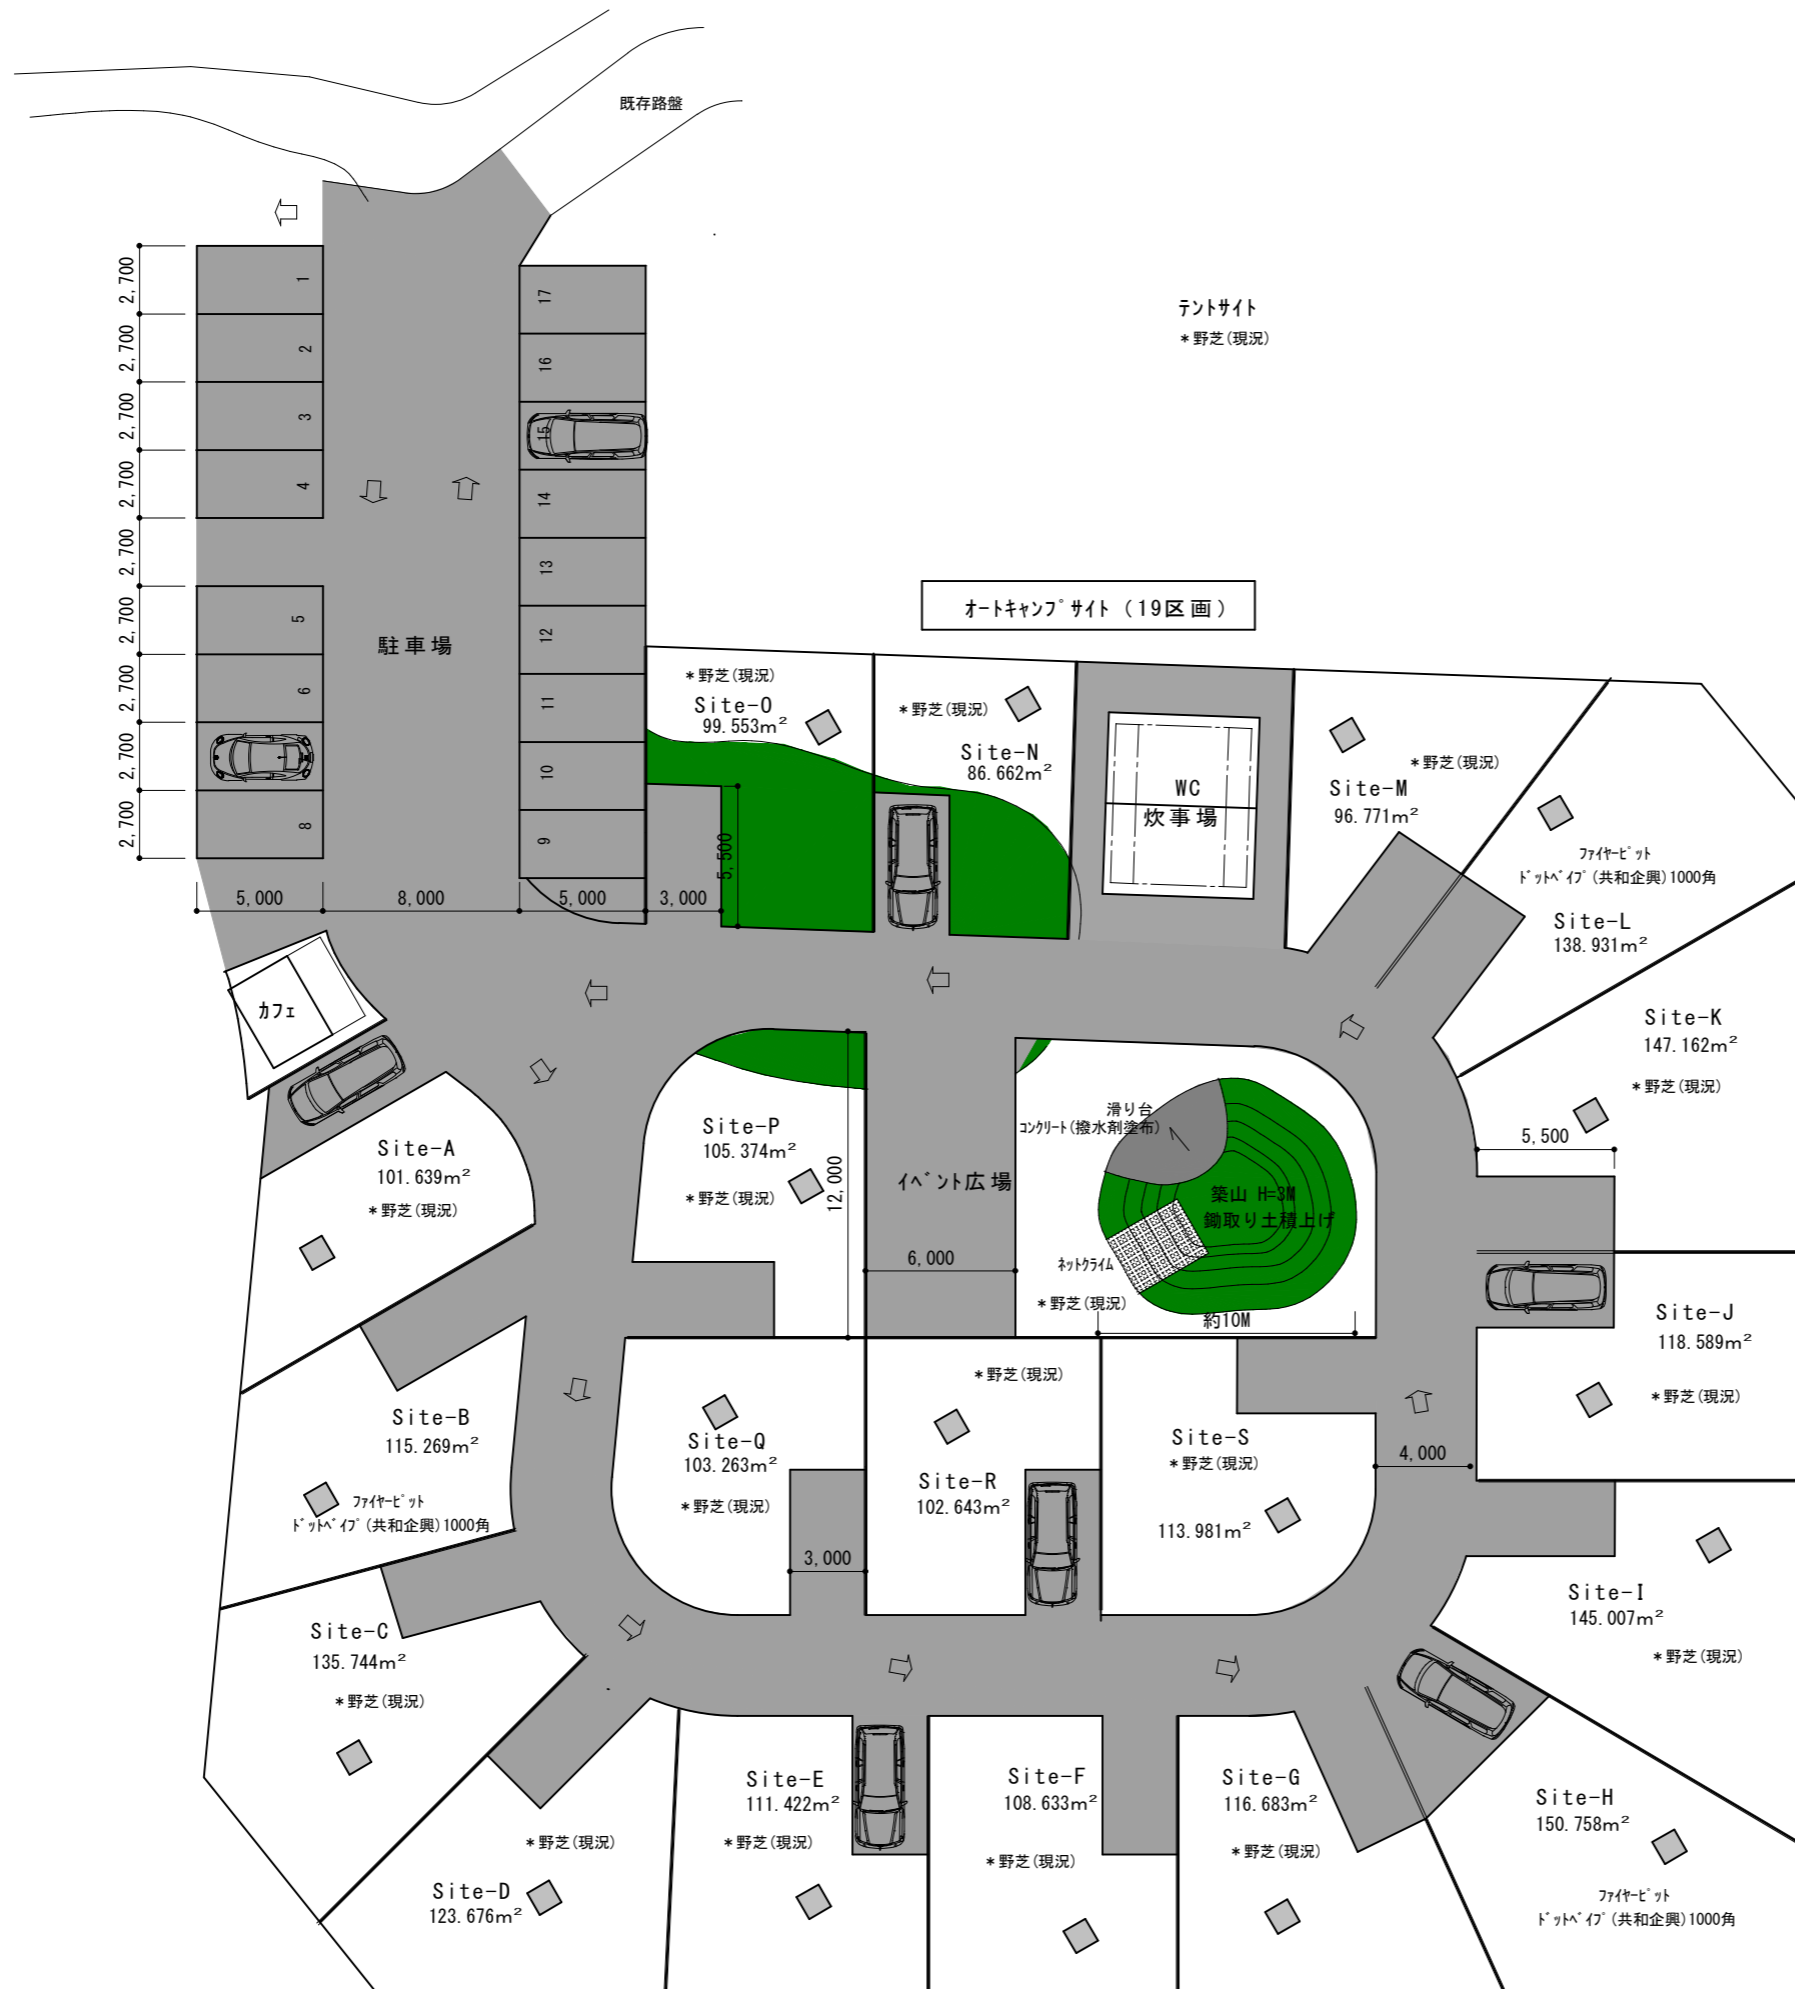 既存路盤
2,700
2,700
2,700
2,700
2,700
2,700
2,700
2,700
2,700
1
2
3
4
5
6
8
17
16
15
14
13
12
11
10
9
駐車場
5,000
8,000
5,000
3,000
5,500
テントサイト
*野芝(現況)
オートキャンプサイト (19区画)
*野芝(現況)
Site-O
99.553m²
*野芝(現況)
Site-N
86.662m²
WC
炊事場
*野芝(現況)
Site-M
96.771m²
ファイヤーピット
ドットペイブ(共和企興)1000角
Site-L
138.931m²
Site-K
147.162m²
*野芝(現況)
5,500
カフェ
Site-A
101.639m²
*野芝(現況)
Site-P
105.374m²
*野芝(現況)
12,000
イベント広場
6,000
滑り台
コンクリート(撥水剤塗布)
築山 H=3M
鋤取り土積上げ
ネットクライム
*野芝(現況)
約10M
Site-J
118.589m²
*野芝(現況)
Site-B
115.269m²
ファイヤーピット
ドットペイブ(共和企興)1000角
Site-Q
103.263m²
*野芝(現況)
3,000
*野芝(現況)
Site-R
102.643m²
Site-S
*野芝(現況)
113.981m²
4,000
Site-I
145.007m²
*野芝(現況)
Site-C
135.744m²
*野芝(現況)
*野芝(現況)
Site-D
123.676m²
Site-E
111.422m²
*野芝(現況)
Site-F
108.633m²
*野芝(現況)
Site-G
116.683m²
*野芝(現況)
Site-H
150.758m²
ファイヤーピット
ドットペイブ(共和企興)1000角